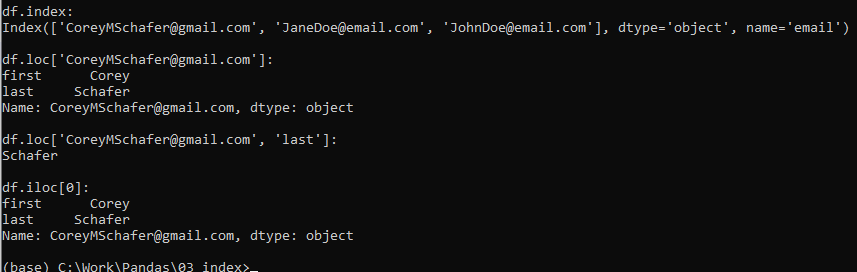 df.index:
Index(['CoreyMSchafer@gmail.com', 'JaneDoe@email.com', 'JohnDoe@email.com'], dtype='object', name='email')
df.loc['CoreyMSchafer@gmail.com']:
first      Corey
last     Schafer
Name: CoreyMSchafer@gmail.com, dtype: object
df.loc['CoreyMSchafer@gmail.com', 'last']:
Schafer
df.iloc[0]:
first      Corey
last     Schafer
Name: CoreyMSchafer@gmail.com, dtype: object
(base) C:\Work\Pandas\03_index>_